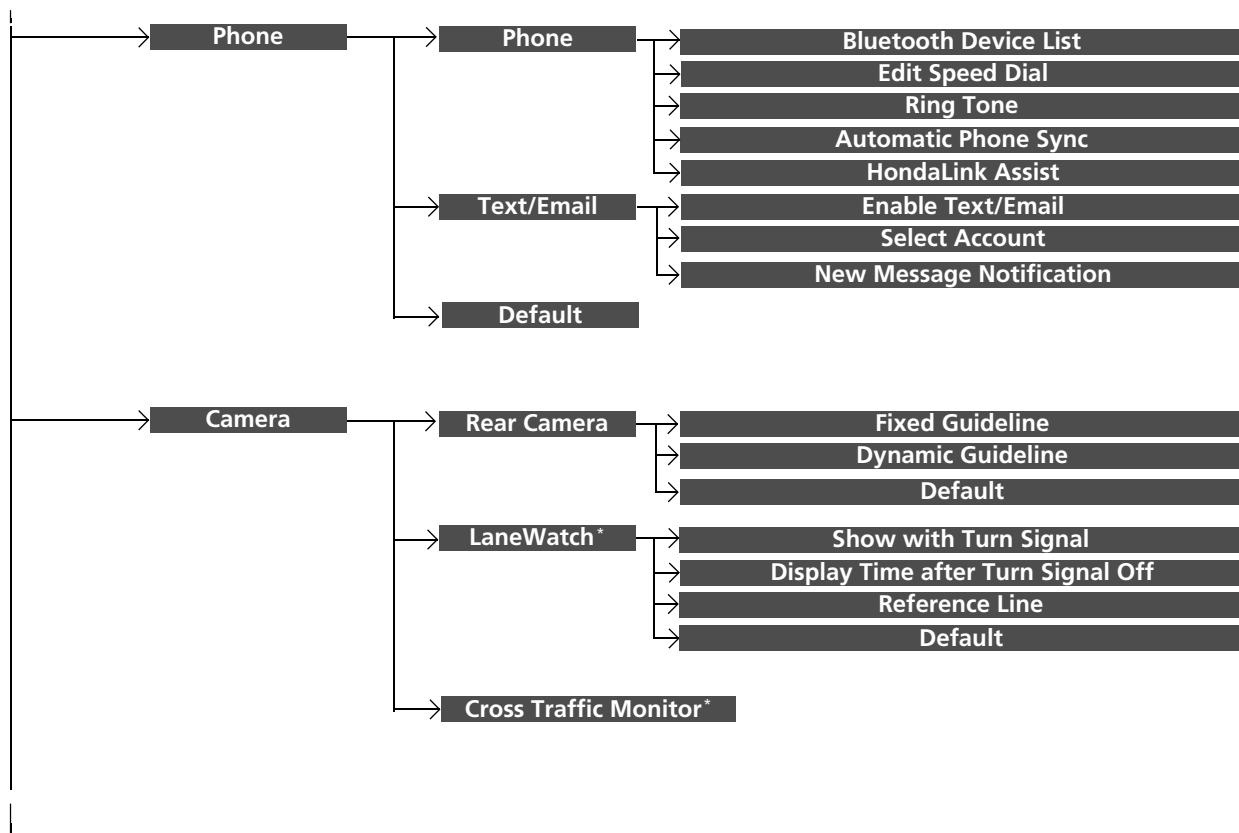 Phone
Phone
Bluetooth Device List
Edit Speed Dial
Ring Tone
Automatic Phone Sync
HondaLink Assist
Text/Email
Enable Text/Email
Select Account
New Message Notification
Default
Camera
Rear Camera
Fixed Guideline
Dynamic Guideline
Default
LaneWatch*
Show with Turn Signal
Display Time after Turn Signal Off
Reference Line
Default
Cross Traffic Monitor*